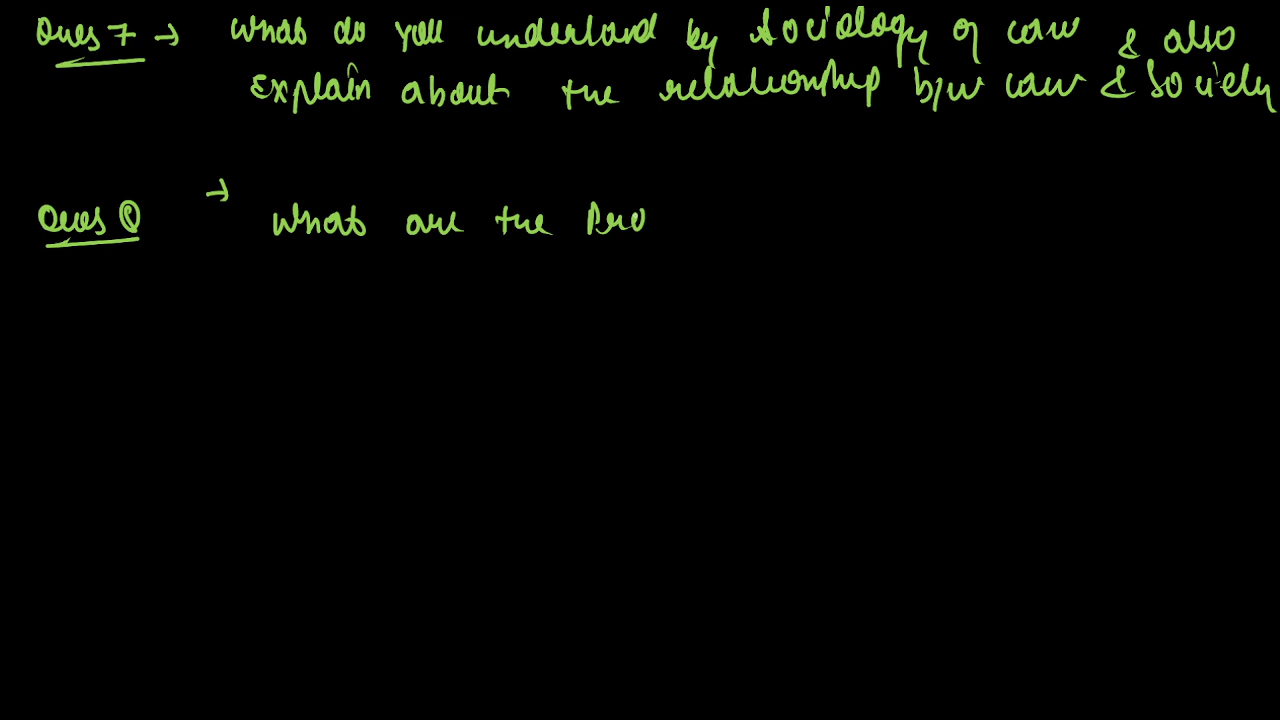 Ques 7 → What do you understand by Sociology of Law & also
Explain about the relationship b/w Law & Society
Ques 8 → What are the Pro